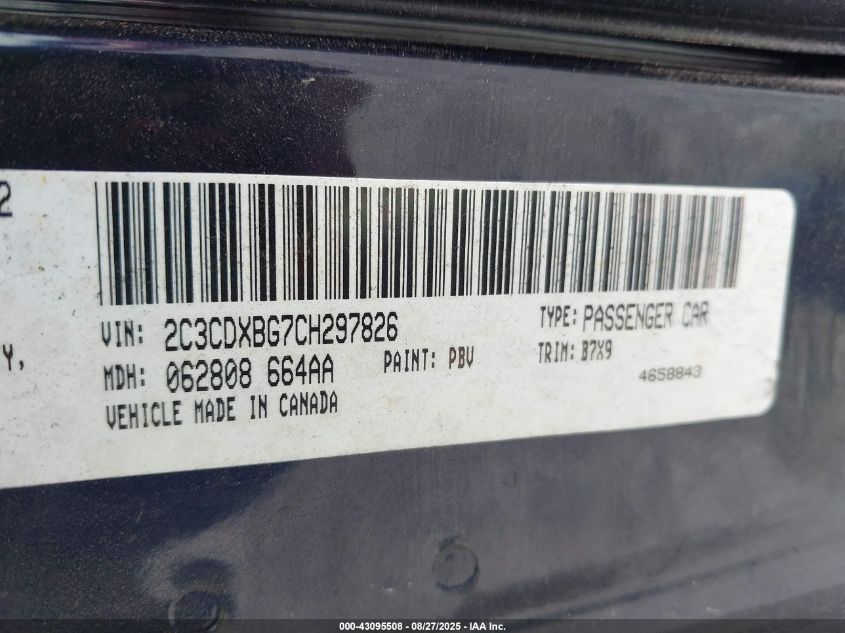 2
VIN: 2C3CDXBG7CH297826
TYPE: PASSENGER CAR
Y,
MDH: 062808 664AA
PAINT: PBV
TRIM: B7X9
4658843
VEHICLE MADE IN CANADA
000-43095508 - 08/27/2025 - IAA Inc.